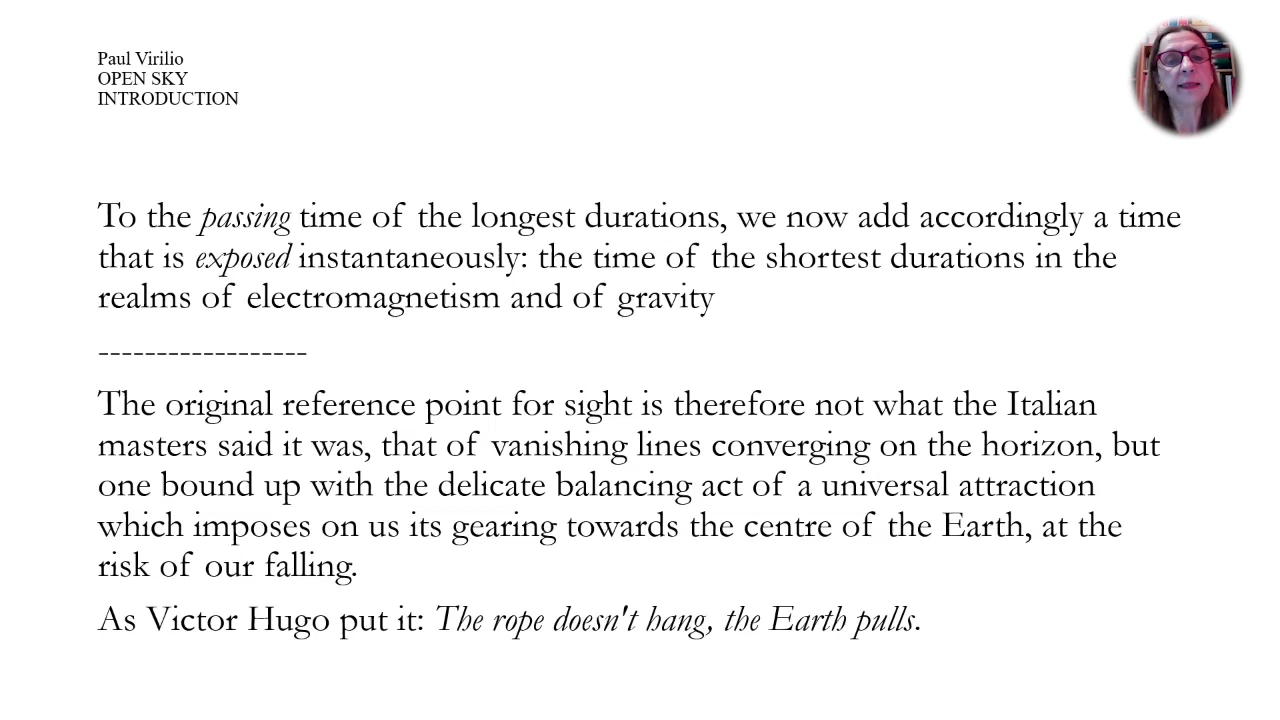 Paul Virilio
OPEN SKY
INTRODUCTION
To the passing time of the longest durations, we now add accordingly a time
that is exposed instantaneously: the time of the shortest durations in the
realms of electromagnetism and of gravity
------------------
The original reference point for sight is therefore not what the Italian
masters said it was, that of vanishing lines converging on the horizon, but
one bound up with the delicate balancing act of a universal attraction
which imposes on us its gearing towards the centre of the Earth, at the
risk of our falling.
As Victor Hugo put it: The rope doesn't hang, the Earth pulls.